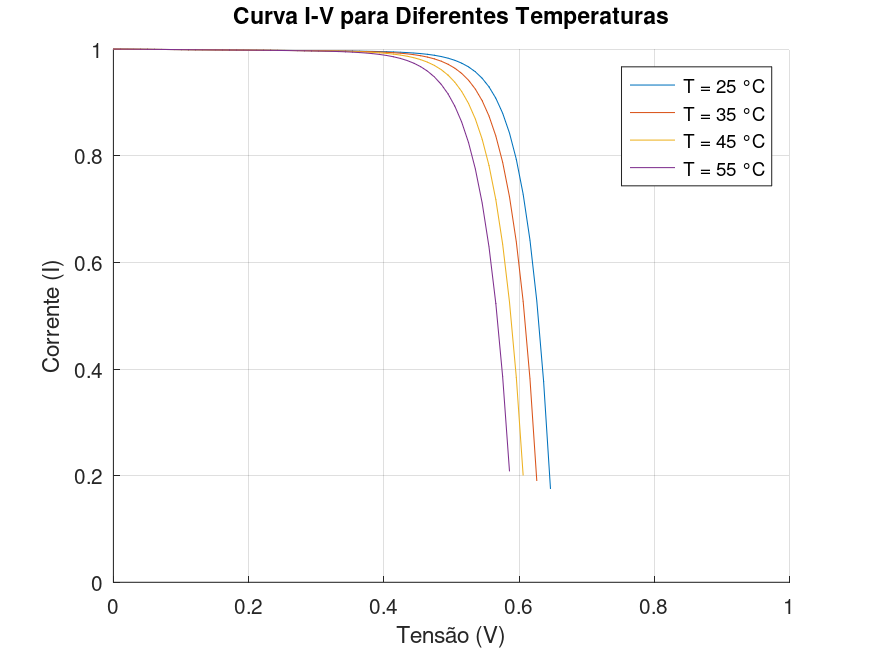 Curva I-V para Diferentes Temperaturas
T = 25 °C
T = 35 °C
T = 45 °C
T = 55 °C
Corrente (I)
1
0.8
0.6
0.4
0.2
0
0 0.2 0.4 0.6 0.8 1
Tensão (V)